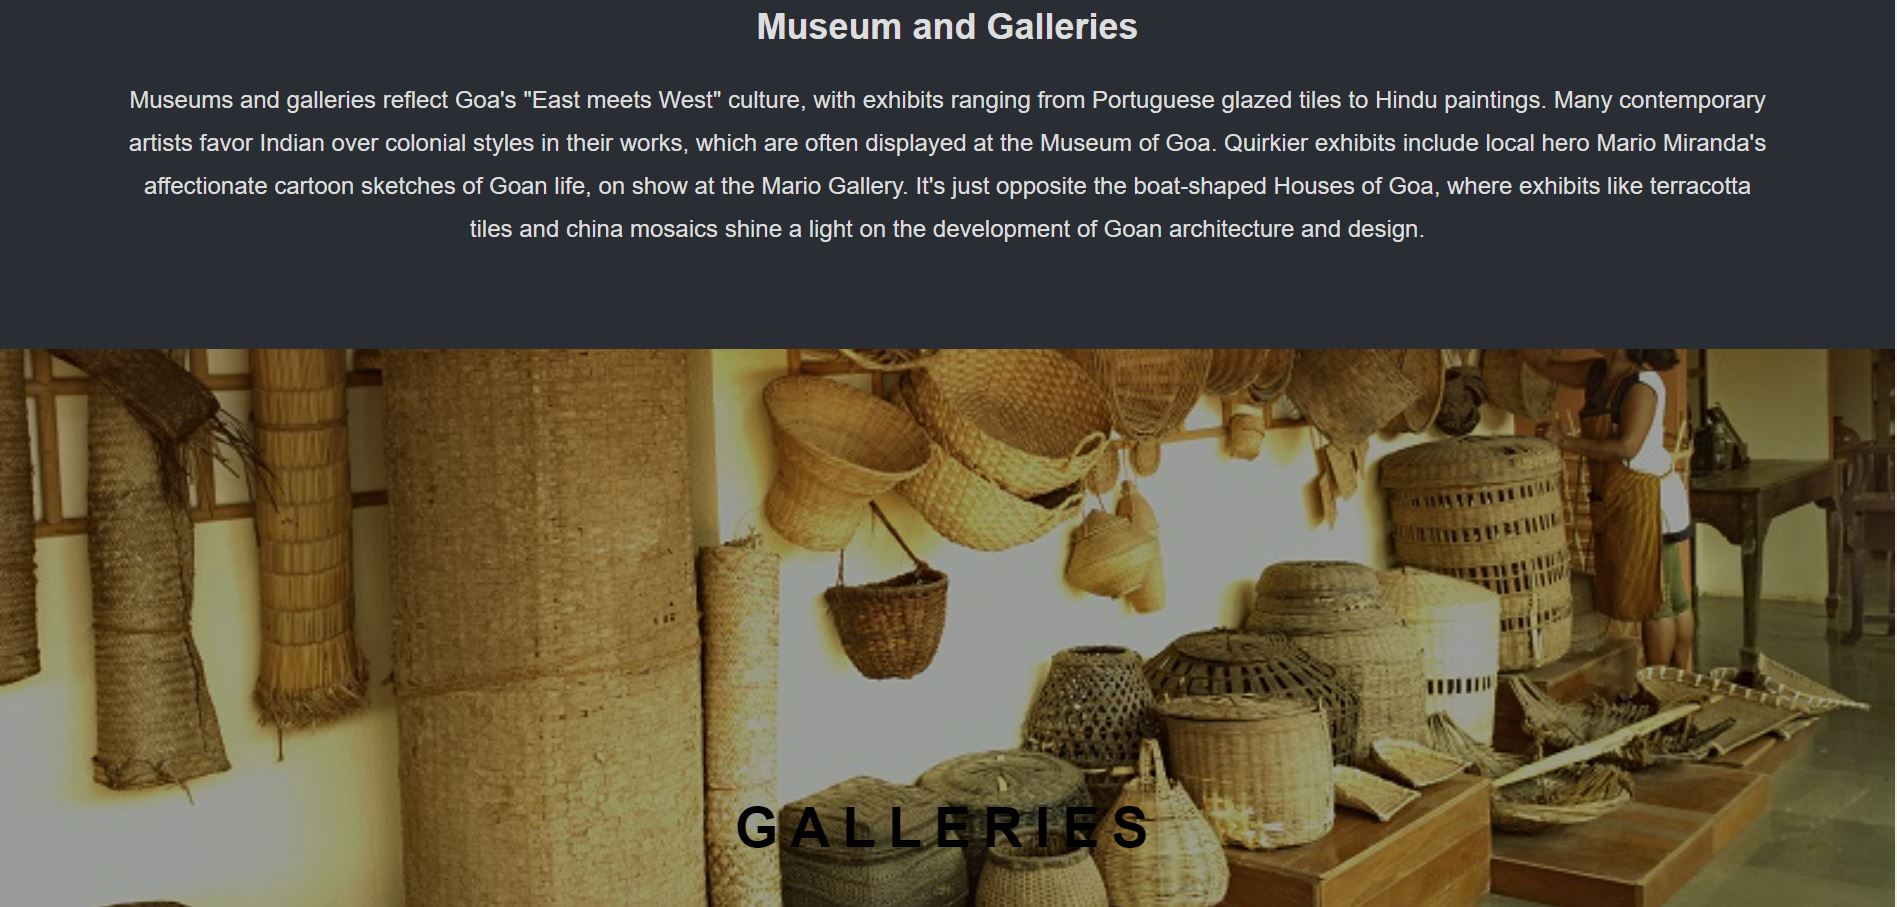 Museum and Galleries
Museums and galleries reflect Goa's "East meets West" culture, with exhibits ranging from Portuguese glazed tiles to Hindu paintings. Many contemporary
artists favor Indian over colonial styles in their works, which are often displayed at the Museum of Goa. Quirkier exhibits include local hero Mario Miranda's
affectionate cartoon sketches of Goan life, on show at the Mario Gallery. It's just opposite the boat-shaped Houses of Goa, where exhibits like terracotta
tiles and china mosaics shine a light on the development of Goan architecture and design.
GALLERIES